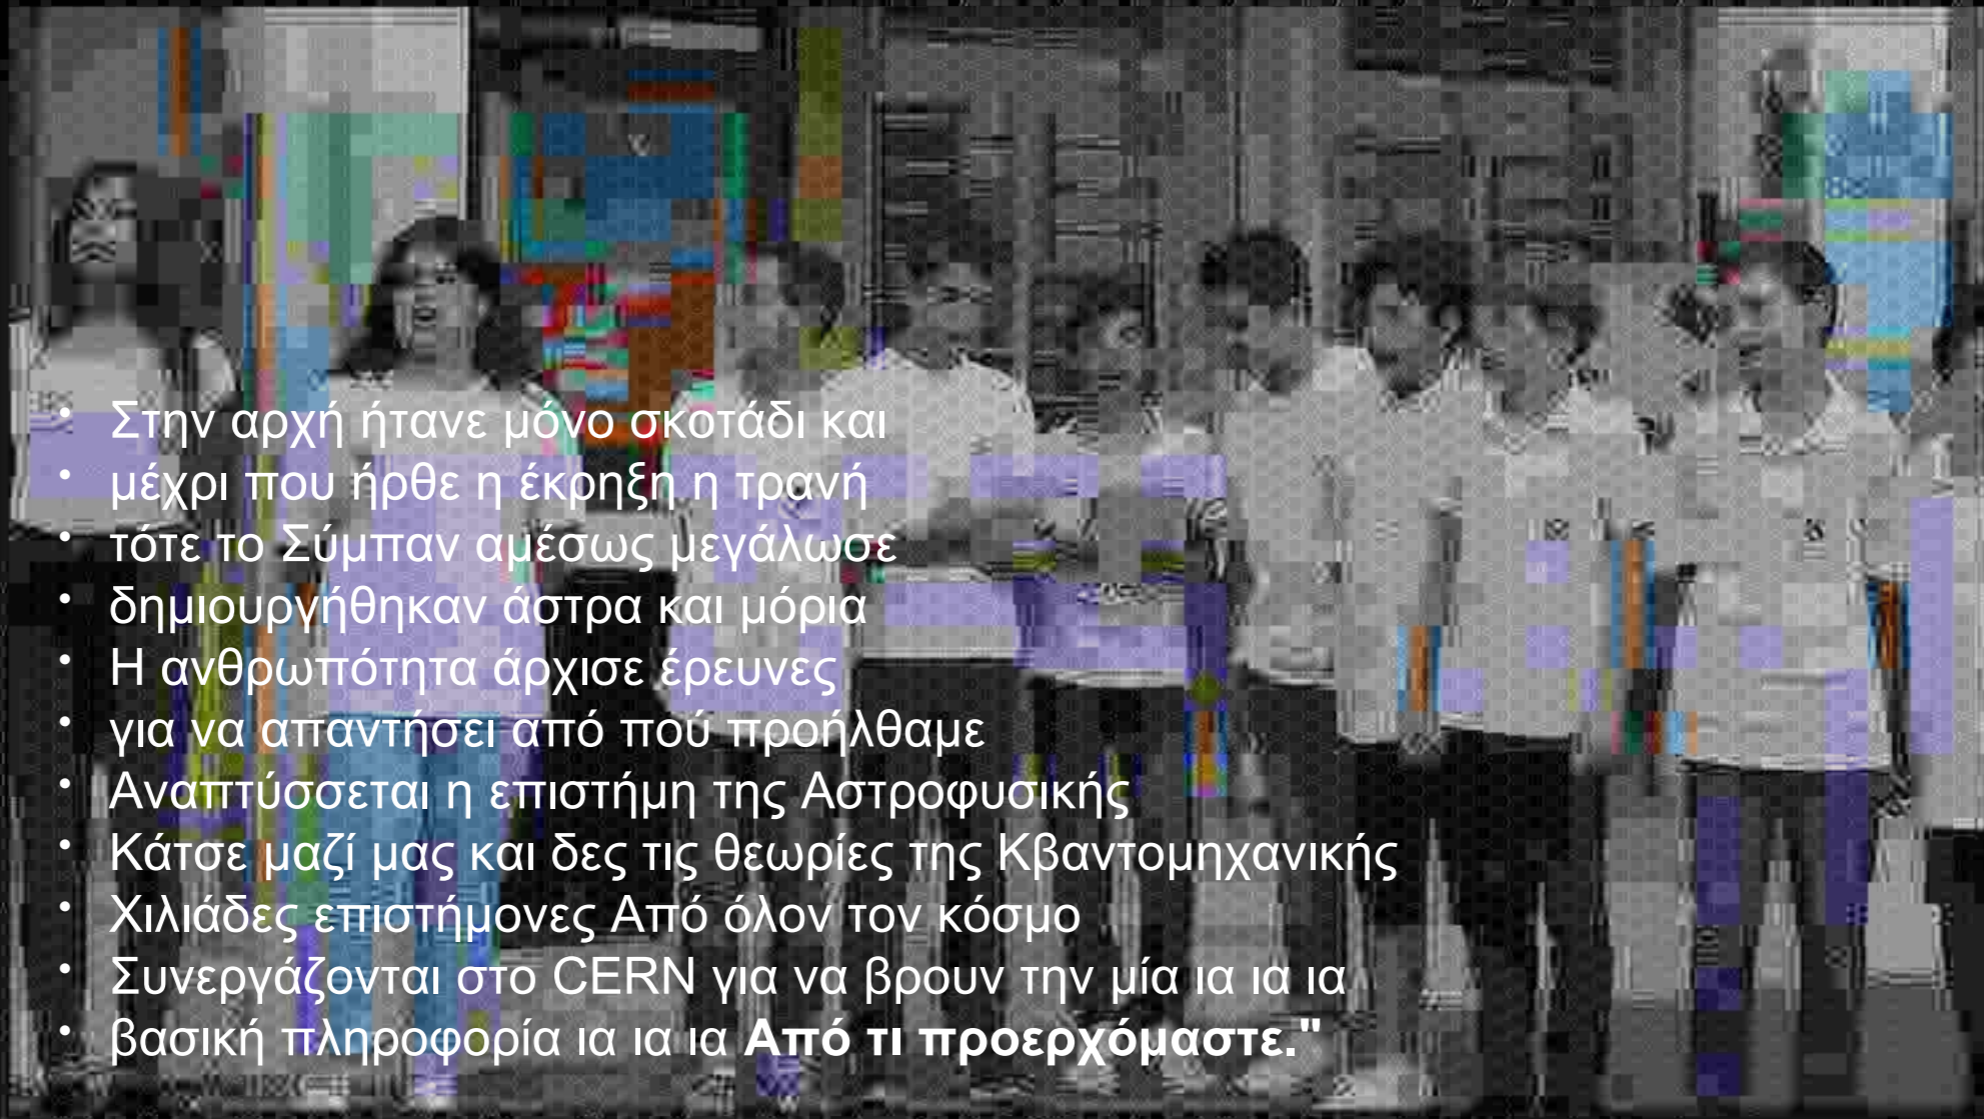 • Στην αρχή ήτανε μόνο σκοτάδι και
• μέχρι που ήρθε η έκρηξη η τρανή
• τότε το Σύμπαν αμέσως μεγάλωσε
• δημιουργήθηκαν άστρα και μόρια
• Η ανθρωπότητα άρχισε έρευνες
• για να απαντήσει από πού προήλθαμε
• Αναπτύσσεται η επιστήμη της Αστροφυσικής
• Κάτσε μαζί μας και δες τις θεωρίες της Κβαντομηχανικής
• Χιλιάδες επιστήμονες Από όλον τον κόσμο
• Συνεργάζονται στο CERN για να βρουν την μία ια ια ια
• βασική πληροφορία ια ια ια Από τι προερχόμαστε."